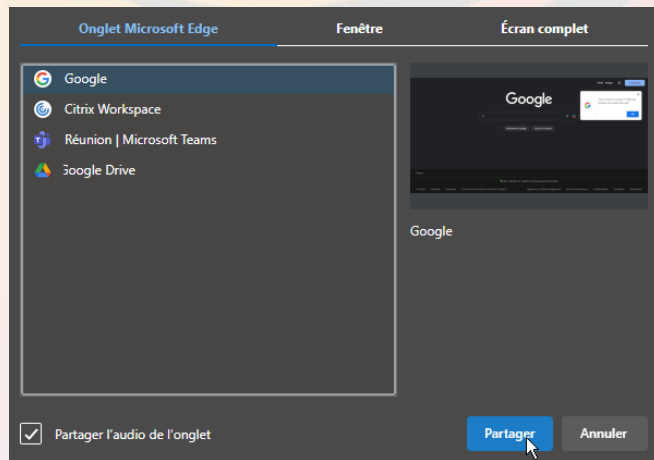 Onglet Microsoft Edge
Fenêtre
Écran complet
Google
Citrix Workspace
Réunion | Microsoft Teams
Google Drive
Google
Google
Partager l'audio de l'onglet
Partager
Annuler